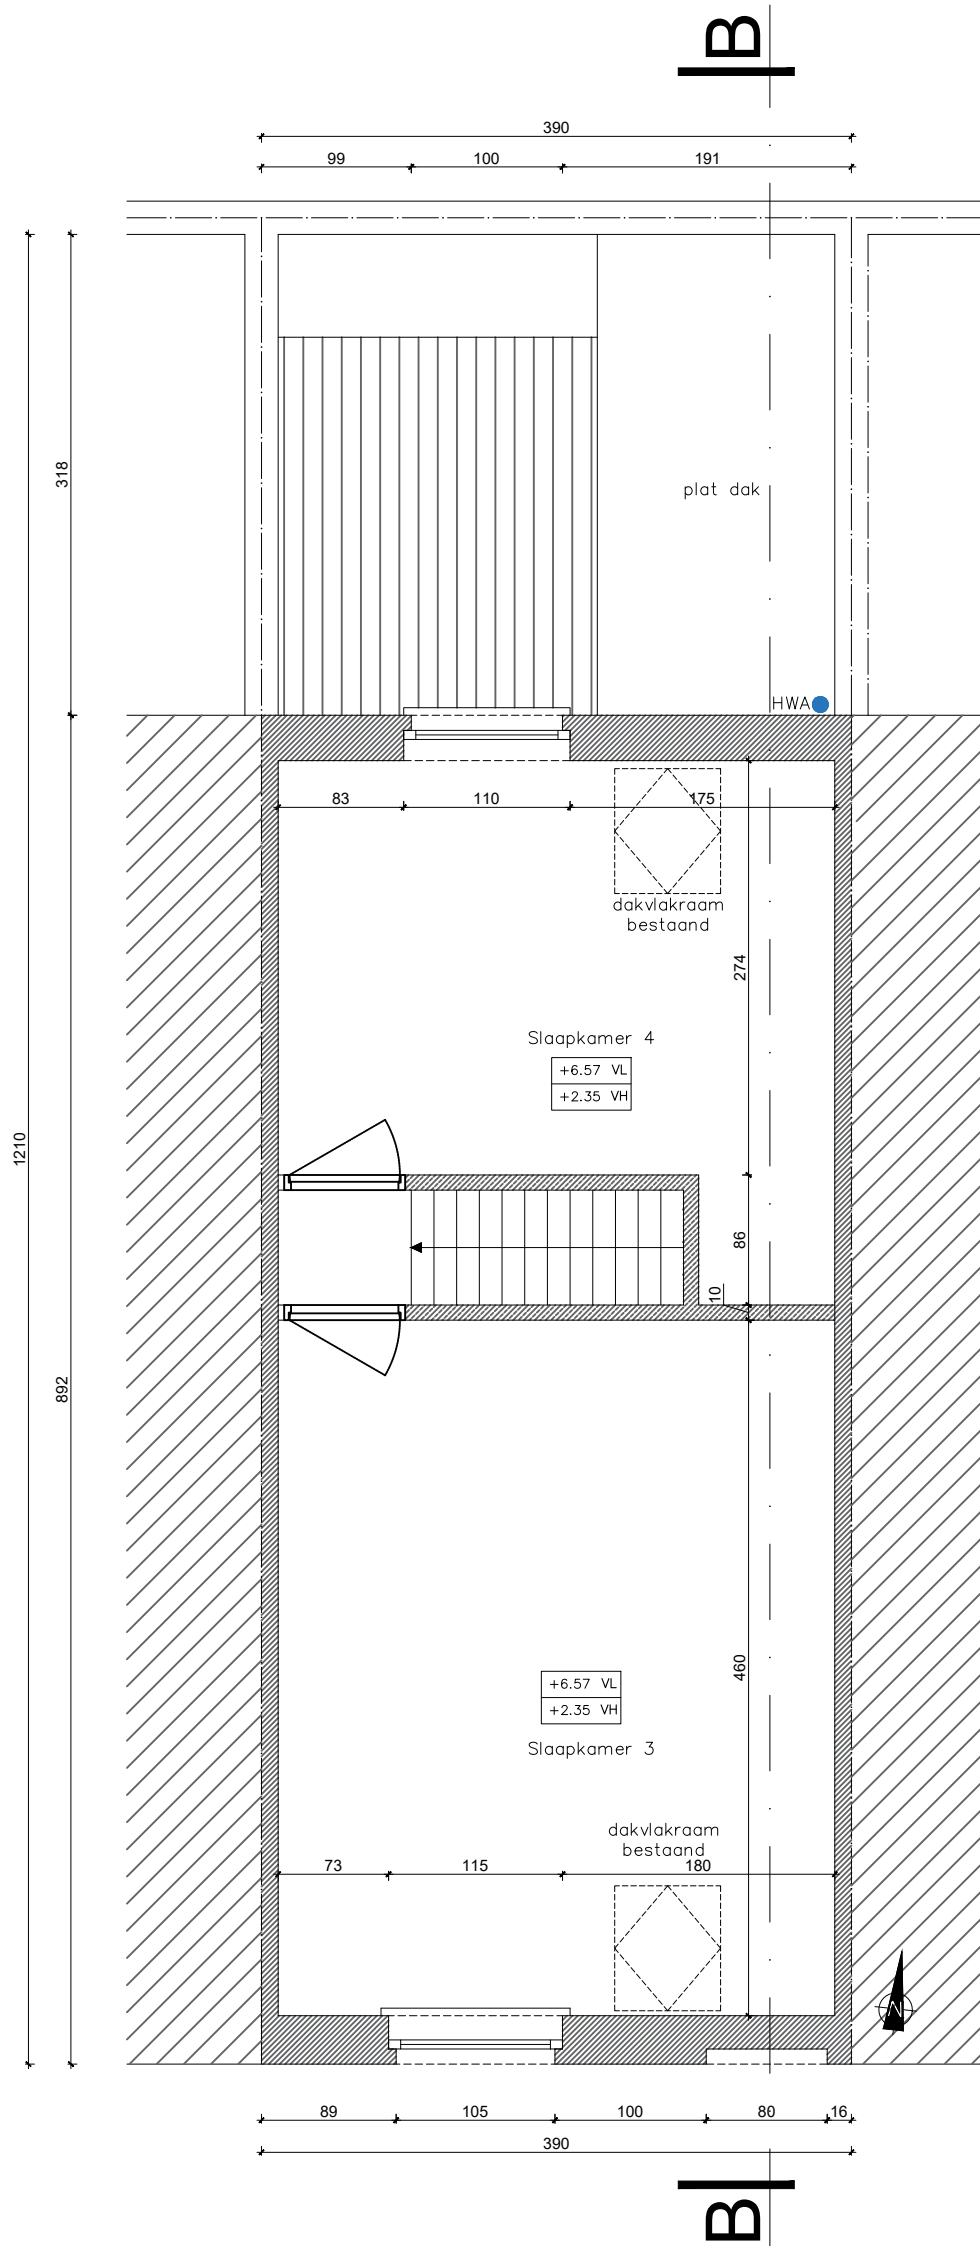 B
390
99 100 191
318
plat dak
HWA
83 110 175
dakvlakraam
bestaand
274
Slaapkamer 4
+6.57 VL
+2.35 VH
1210
86
10
892
460
+6.57 VL
+2.35 VH
Slaapkamer 3
dakvlakraam
bestaand
73 115 180
N
89 105 100 80 16
390
B